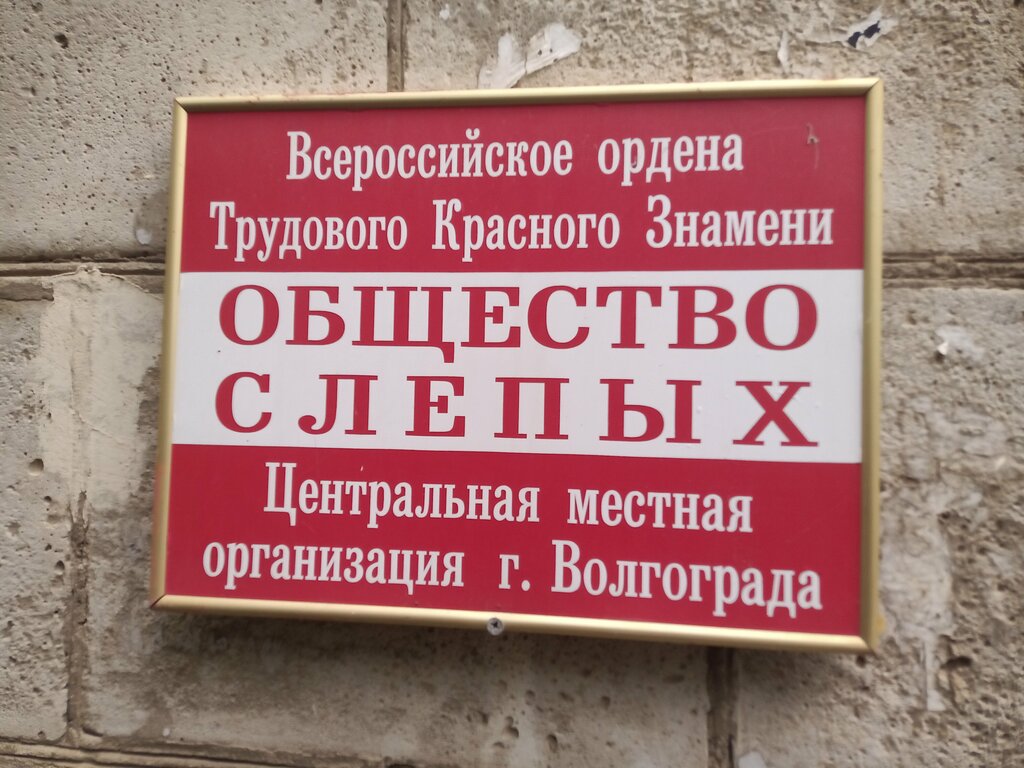 Всероссийское ордена
Трудового Красного Знамени
ОБЩЕСТВО
СЛЕПЫХ
Центральная местная
организация г. Волгограда